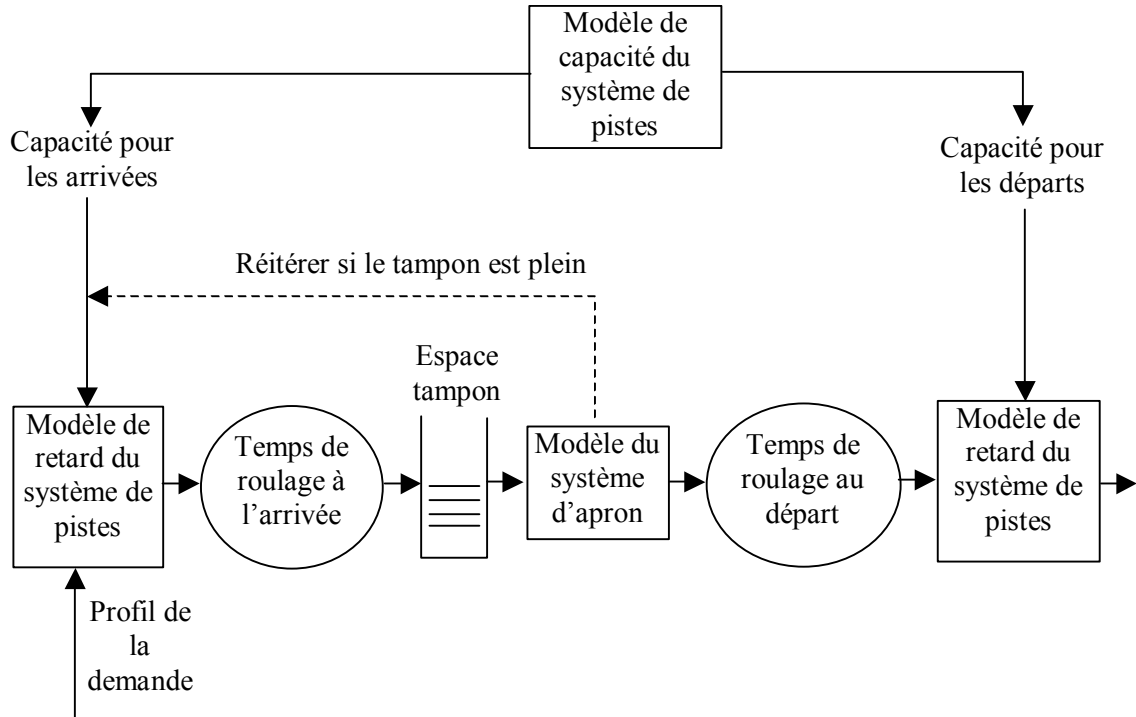 Modèle de
capacité du
système de
pistes
Capacité pour
les arrivées
Capacité pour
les départs
Réitérer si le tampon est plein
Espace
tampon
Modèle de
retard du
système de
pistes
Temps de
roulage à
l'arrivée
Modèle du
système
d'apron
Temps de
roulage au
départ
Modèle de
retard du
système de
pistes
Profil de
la
demande